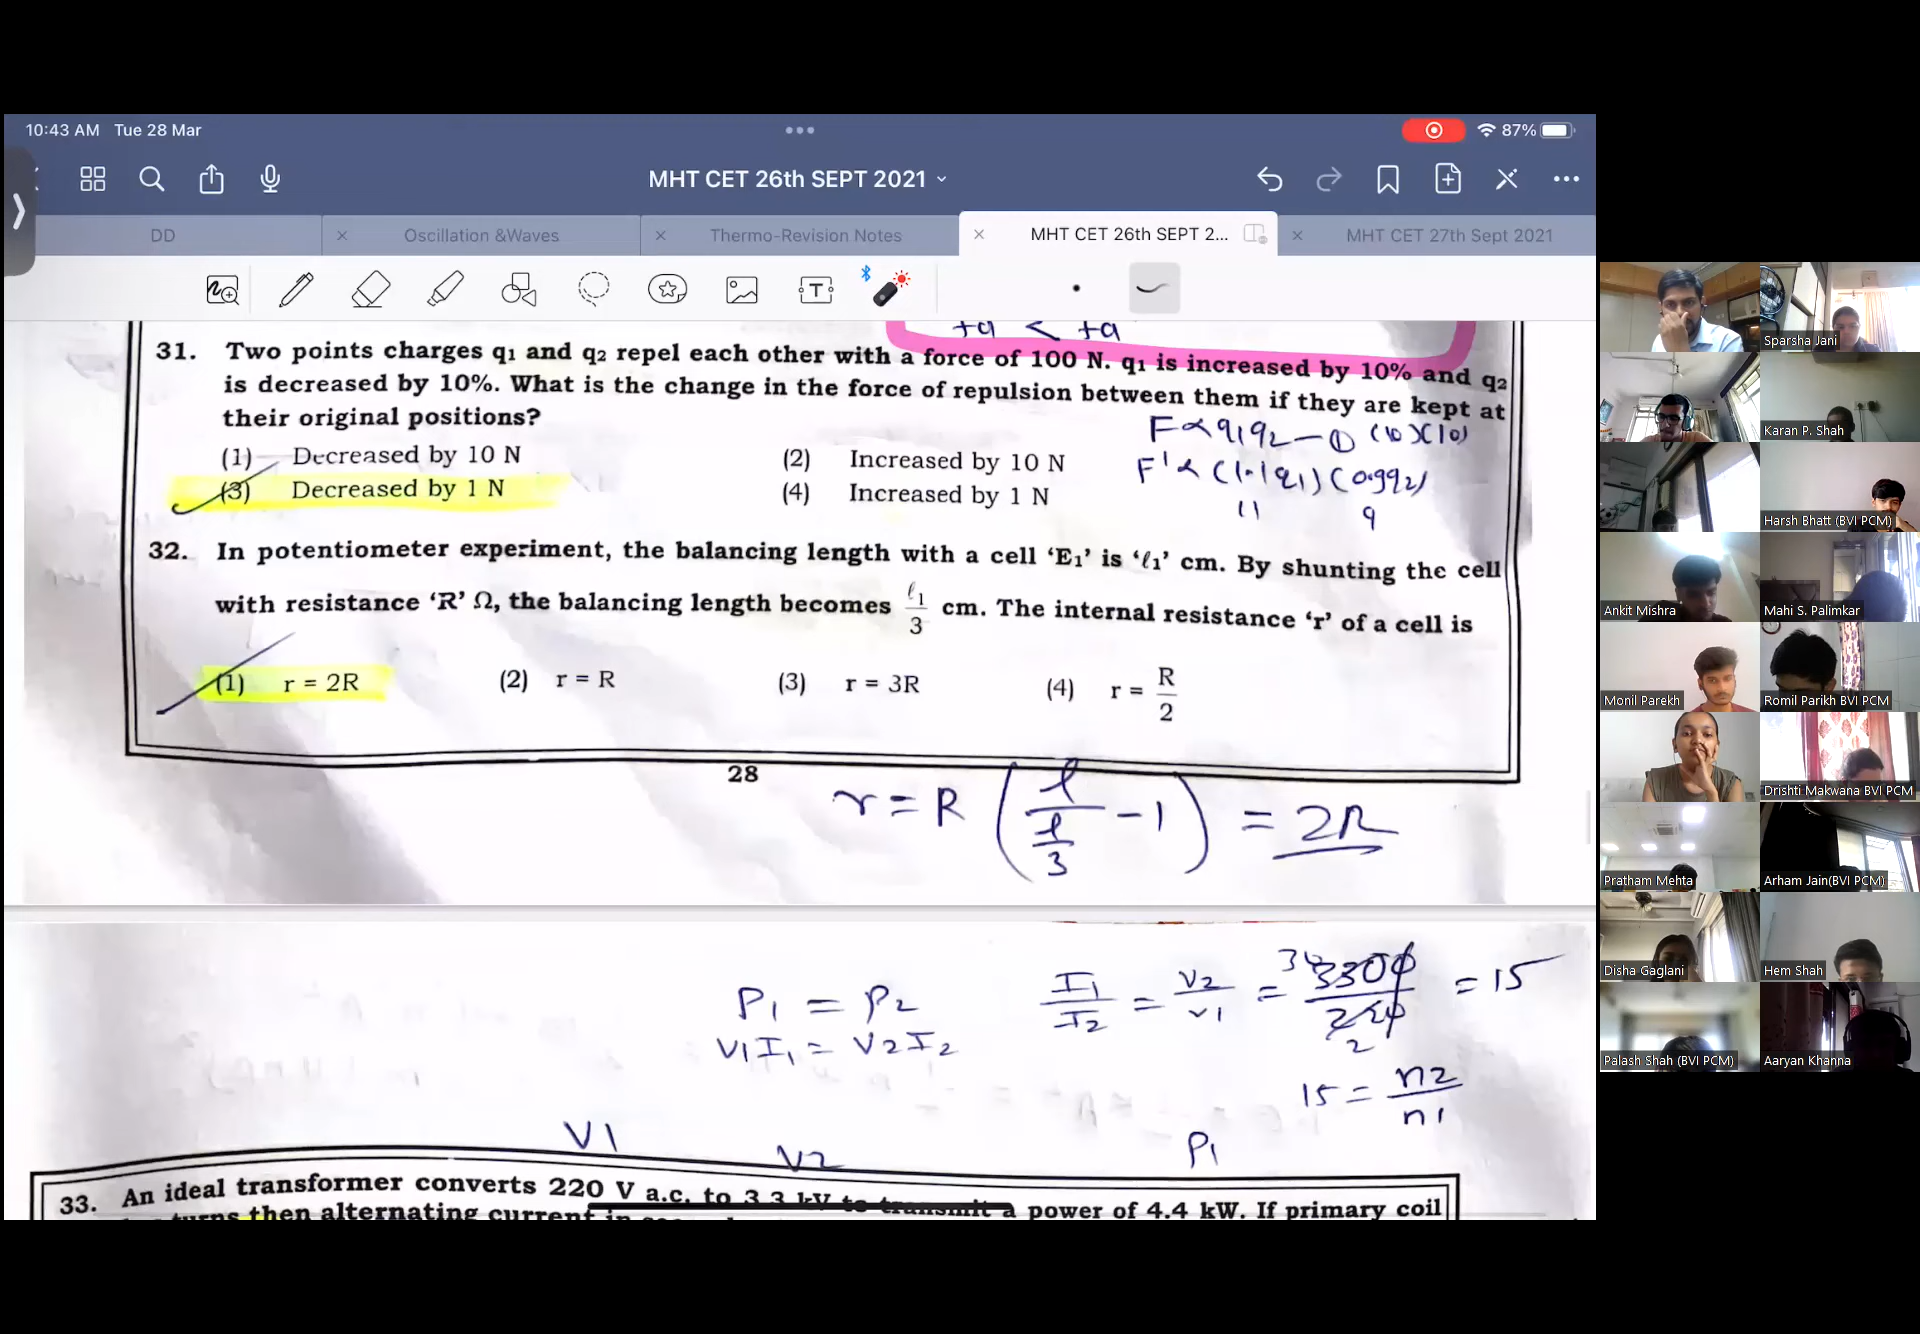 10:43 AM Tue 28 Mar
87%
MHT CET 26th SEPT 2021
DD
Oscillation &Waves
Thermo-Revision Notes
MHT CET 26th SEPT 2...
MHT CET 27th Sept 2021
+q < +q
31. Two points charges q1 and q2 repel each other with a force of 100 N. q1 is increased by 10% and q2
is decreased by 10%. What is the change in the force of repulsion between them if they are kept at
their original positions?
F ∝ q1q2 — ① (10)(10)
(1) Decreased by 10 N
(2) Increased by 10 N
F' ∝ (1.1q1)(0.9q2)
(3) Decreased by 1 N
(4) Increased by 1 N
11 9
32. In potentiometer experiment, the balancing length with a cell ‘E1’ is ‘ℓ1’ cm. By shunting the cell
with resistance ‘R’ Ω, the balancing length becomes ℓ1/3 cm. The internal resistance ‘r’ of a cell is
(1) r = 2R
(2) r = R
(3) r = 3R
(4) r = R/2
28
r = R (ℓ/(ℓ/3) - 1) = 2R
P1 = P2
I1/I2 = V2/V1 = 3300/220 = 15
V1I1 = V2I2
2
15 = n2/n1
V1
V2
P1
33. An ideal transformer converts 220 V a.c. to 3.3 kV to transmit a power of 4.4 kW. If primary coil
turns then alternating current in
Sparsha Jani
Karan P. Shah
Harsh Bhatt (BVI PCM)
Ankit Mishra
Mahi S. Palimkar
Monil Parekh
Romil Parikh BVI PCM
Drishti Makwana BVI PCM
Pratham Mehta
Arham Jain(BVI PCM)
Disha Gaglani
Hem Shah
Palash Shah (BVI PCM)
Aaryan Khanna